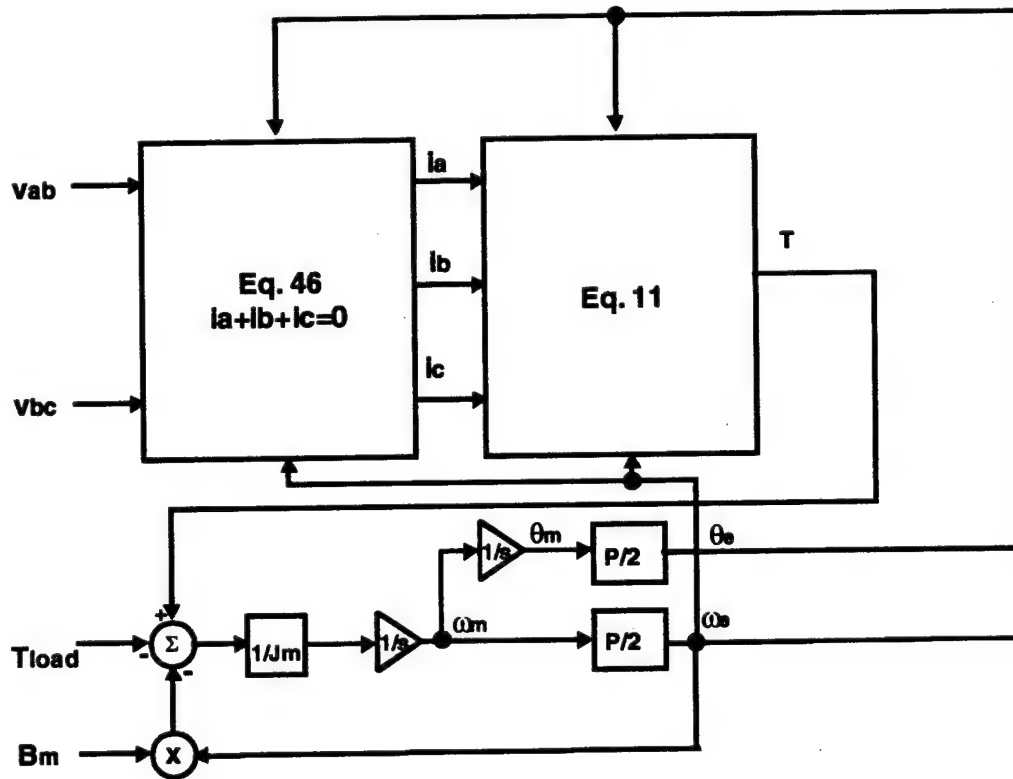 vab
vbc
Eq. 46
ia+ib+ic=0
ia
ib
ic
Eq. 11
T
1/s
θm
P/2
θe
+
Tload
-
Σ
-
1/Jm
1/s
ωm
P/2
ωe
Bm
X